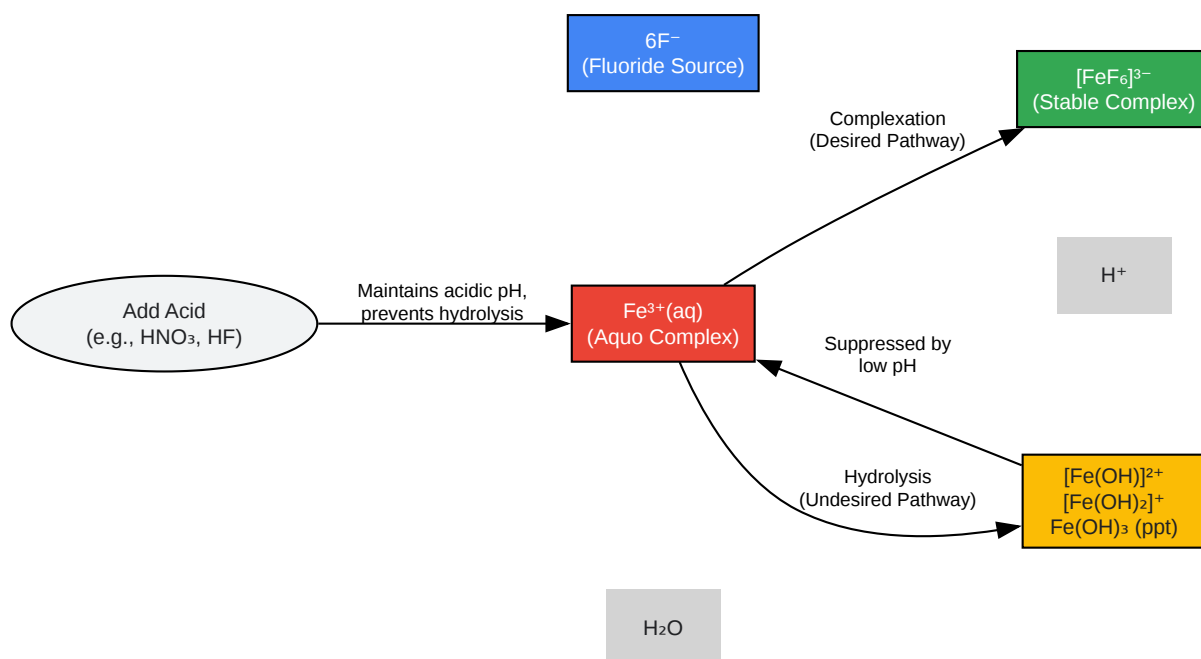 6F⁻
(Fluoride Source)
[FeF₆]³⁻
(Stable Complex)
Complexation
(Desired Pathway)
H⁺
Add Acid
(e.g., HNO₃, HF)
Maintains acidic pH,
prevents hydrolysis
Fe³⁺(aq)
(Aquo Complex)
Suppressed by
low pH
Hydrolysis
(Undesired Pathway)
[Fe(OH)]²⁺
[Fe(OH)₂]⁺
Fe(OH)₃ (ppt)
H₂O